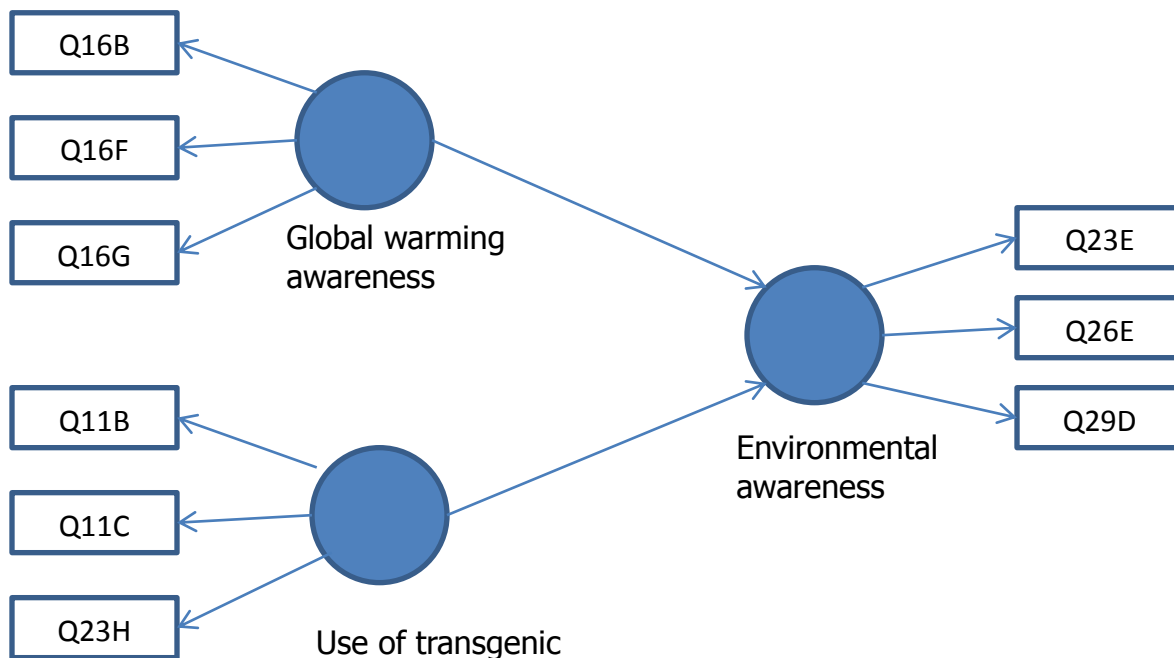 Q16B
Q16F
Q16G
Global warming
awareness
Q11B
Q11C
Q23H
Use of transgenic
Q23E
Q26E
Q29D
Environmental
awareness